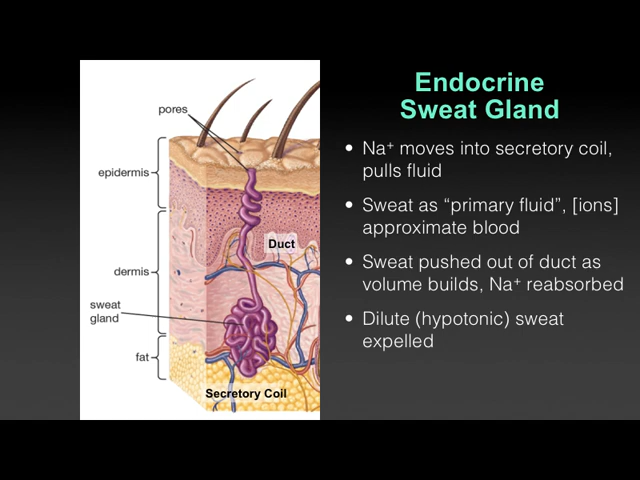 Endocrine
Sweat Gland
pores
epidermis
Duct
dermis
sweat
gland
fat
Secretory Coil
• Na⁺ moves into secretory coil,
pulls fluid
• Sweat as “primary fluid”, [ions]
approximate blood
• Sweat pushed out of duct as
volume builds, Na⁺ reabsorbed
• Dilute (hypotonic) sweat
expelled